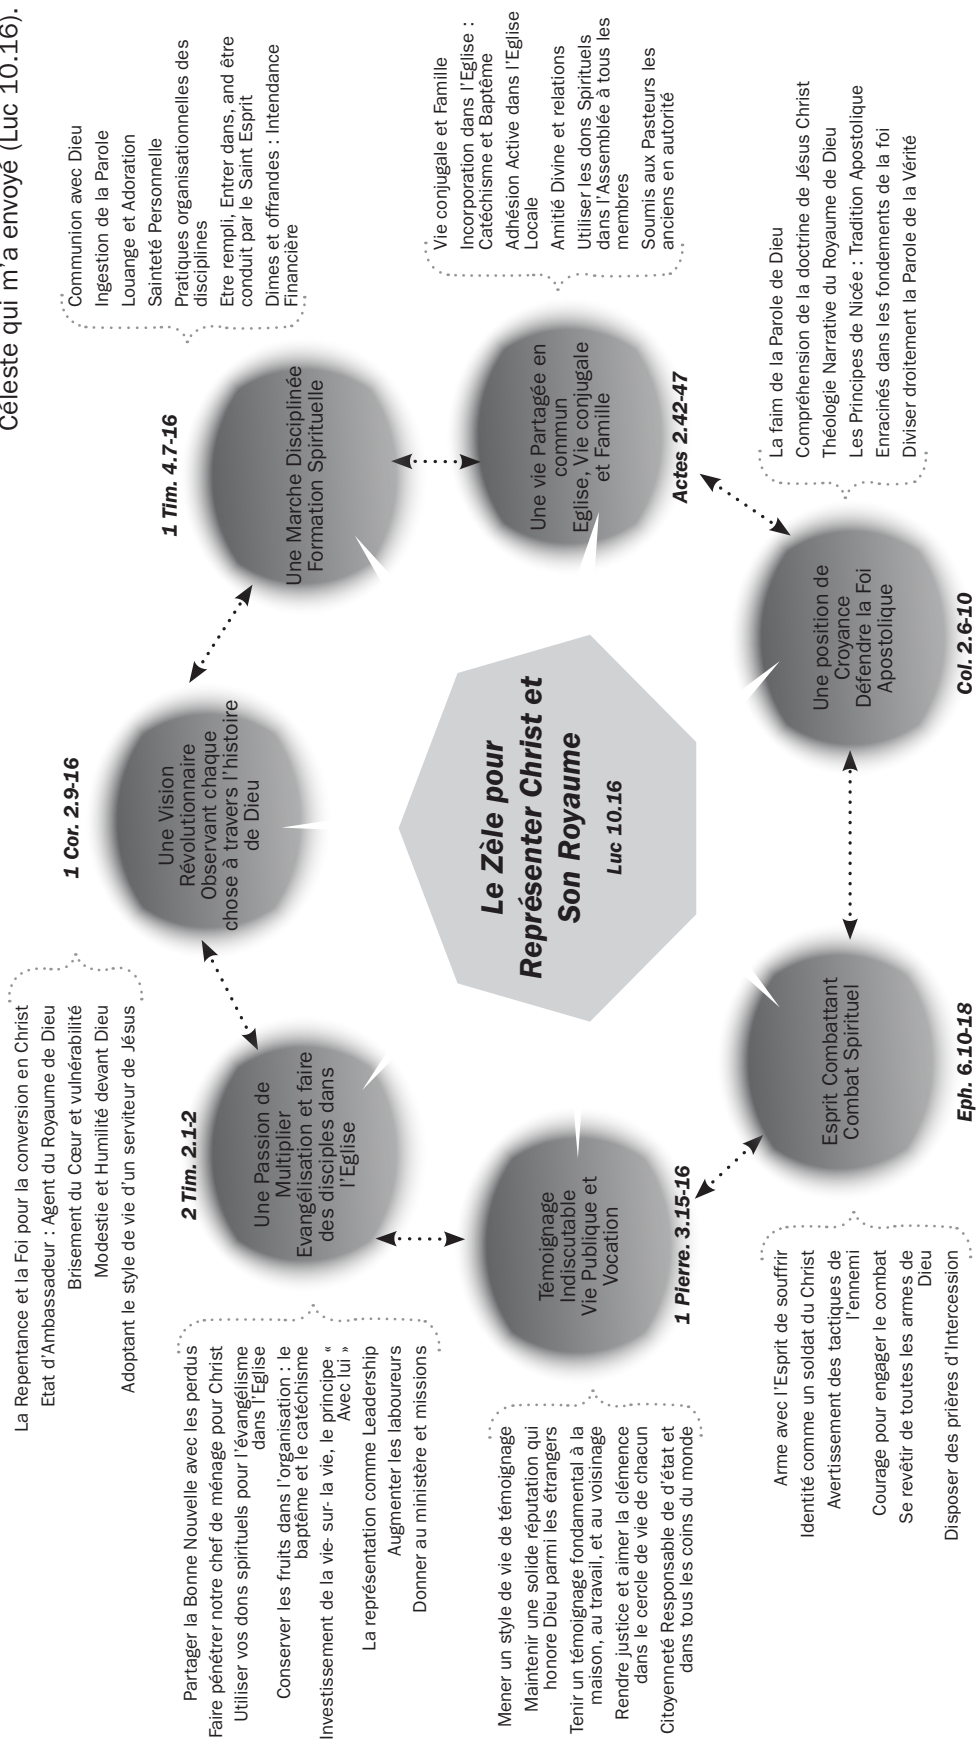 Céleste qui m'a envoyé (Luc 10.16).
La Repentance et la Foi pour la conversion en Christ
Etat d'Ambassadeur : Agent du Royaume de Dieu
Brisement du Cœur et vulnérabilité
Modestie et Humilité devant Dieu
Adoptant le style de vie d'un serviteur de Jésus
1 Cor. 2.9-16
Une Vision
Révolutionnaire
Observant chaque
chose à travers l'histoire
de Dieu
1 Tim. 4.7-16
Une Marche Disciplinée
Formation Spirituelle
Communion avec Dieu
Ingestion de la Parole
Louange et Adoration
Sainteté Personnelle
Pratiques organisationnelles des
disciplines
Etre rempli, Entrer dans, and être
conduit par le Saint Esprit
Dimes et offrandes : Intendance
Financière
Une vie Partagée en
commun
Eglise, Vie conjugale
et Famille
Actes 2.42-47
Vie conjugale et Famille
Incorporation dans l'Eglise :
Catéchisme et Baptême
Adhésion Active dans l'Eglise
Locale
Amitié Divine et relations
Utiliser les dons Spirituels
dans l'Assemblée à tous les
membres
Soumis aux Pasteurs les
anciens en autorité
Une position de
Croyance
Défendre la Foi
Apostolique
Col. 2.6-10
La faim de la Parole de Dieu
Compréhension de la doctrine de Jésus Christ
Théologie Narrative du Royaume de Dieu
Les Principes de Nicée : Tradition Apostolique
Enracinés dans les fondements de la foi
Diviser droitement la Parole de la Vérité
Le Zèle pour
Représenter Christ et
Son Royaume
Luc 10.16
2 Tim. 2.1-2
Une Passion de
Multiplier
Evangélisation et faire
des disciples dans
l'Eglise
Partager la Bonne Nouvelle avec les perdus
Faire pénétrer notre chef de ménage pour Christ
Utiliser vos dons spirituels pour l'évangélisme
dans l'Eglise
Conserver les fruits dans l'organisation : le
baptême et le catéchisme
Investissement de la vie- sur- la vie, le principe «
Avec lui »
La représentation comme Leadership
Augmenter les laboureurs
Donner au ministère et missions
Témoignage
Indiscutable
Vie Publique et
Vocation
1 Pierre. 3.15-16
Mener un style de vie de témoignage
Maintenir une solide réputation qui
honore Dieu parmi les étrangers
Tenir un témoignage fondamental à la
maison, au travail, et au voisinage
Rendre justice et aimer la clémence
dans le cercle de vie de chacun
Citoyenneté Responsable de d'état et
dans tous les coins du monde
Esprit Combattant
Combat Spirituel
Eph. 6.10-18
Arme avec l'Esprit de souffrir
Identité comme un soldat du Christ
Avertissement des tactiques de
l'ennemi
Courage pour engager le combat
Se revêtir de toutes les armes de
Dieu
Disposer des prières d'Intercession